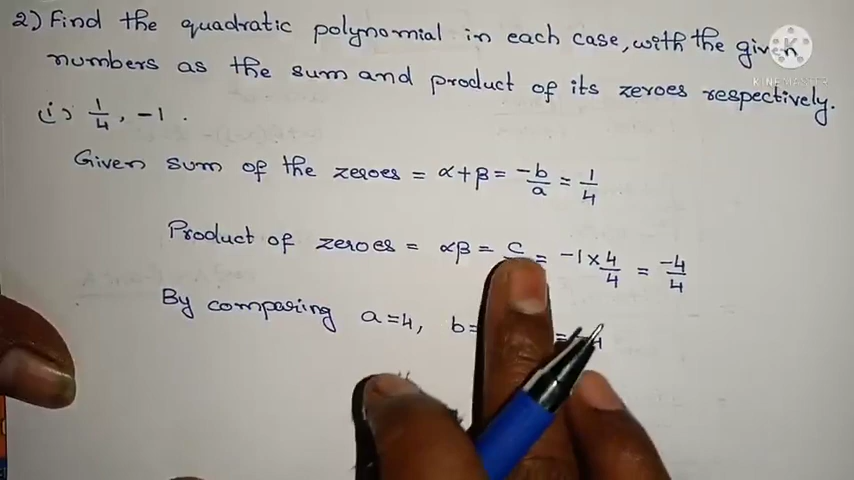 2) Find the quadratic polynomial in each case, with the given
numbers as the sum and product of its zeroes respectively.
KINEMASTER
(i) 1/4, -1.
Given sum of the zeroes = α+β = -b/a = 1/4
Product of zeroes = αβ = c = -1 × 4/4 = -4/4
By comparing a=4, b= = -4